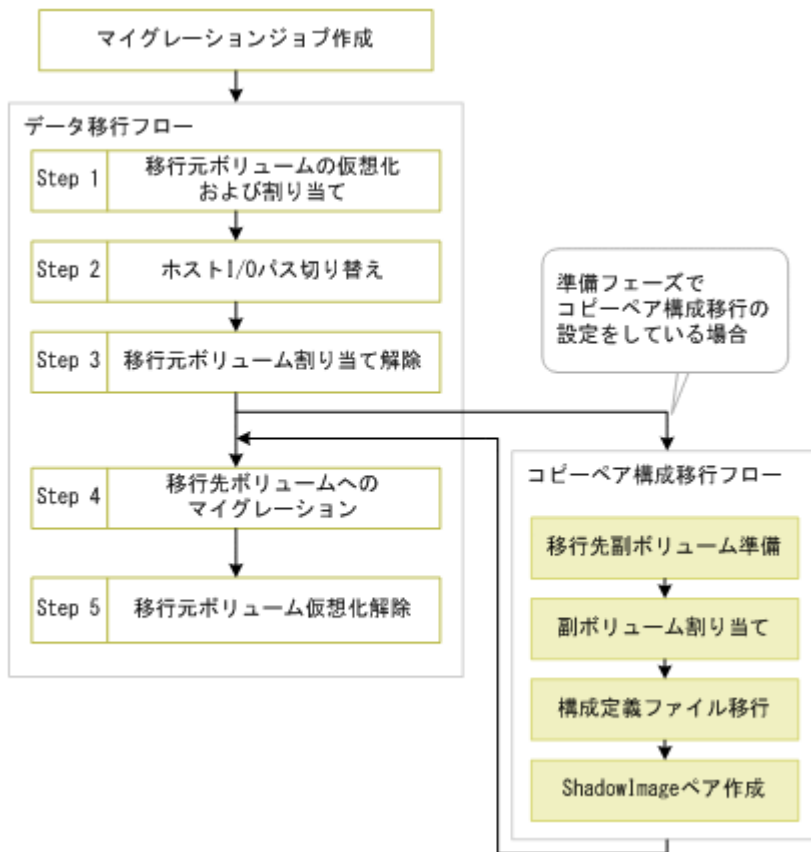 マイグレーションジョブ作成
データ移行フロー
Step 1
移行元ボリュームの仮想化
および割り当て
Step 2
ホストI/Oパス切り替え
Step 3
移行元ボリューム割り当て解除
準備フェーズで
コピーペア構成移行の
設定をしている場合
Step 4
移行先ボリュームへの
マイグレーション
Step 5
移行元ボリューム仮想化解除
コピーペア構成移行フロー
移行先副ボリューム準備
副ボリューム割り当て
構成定義ファイル移行
ShadowImageペア作成